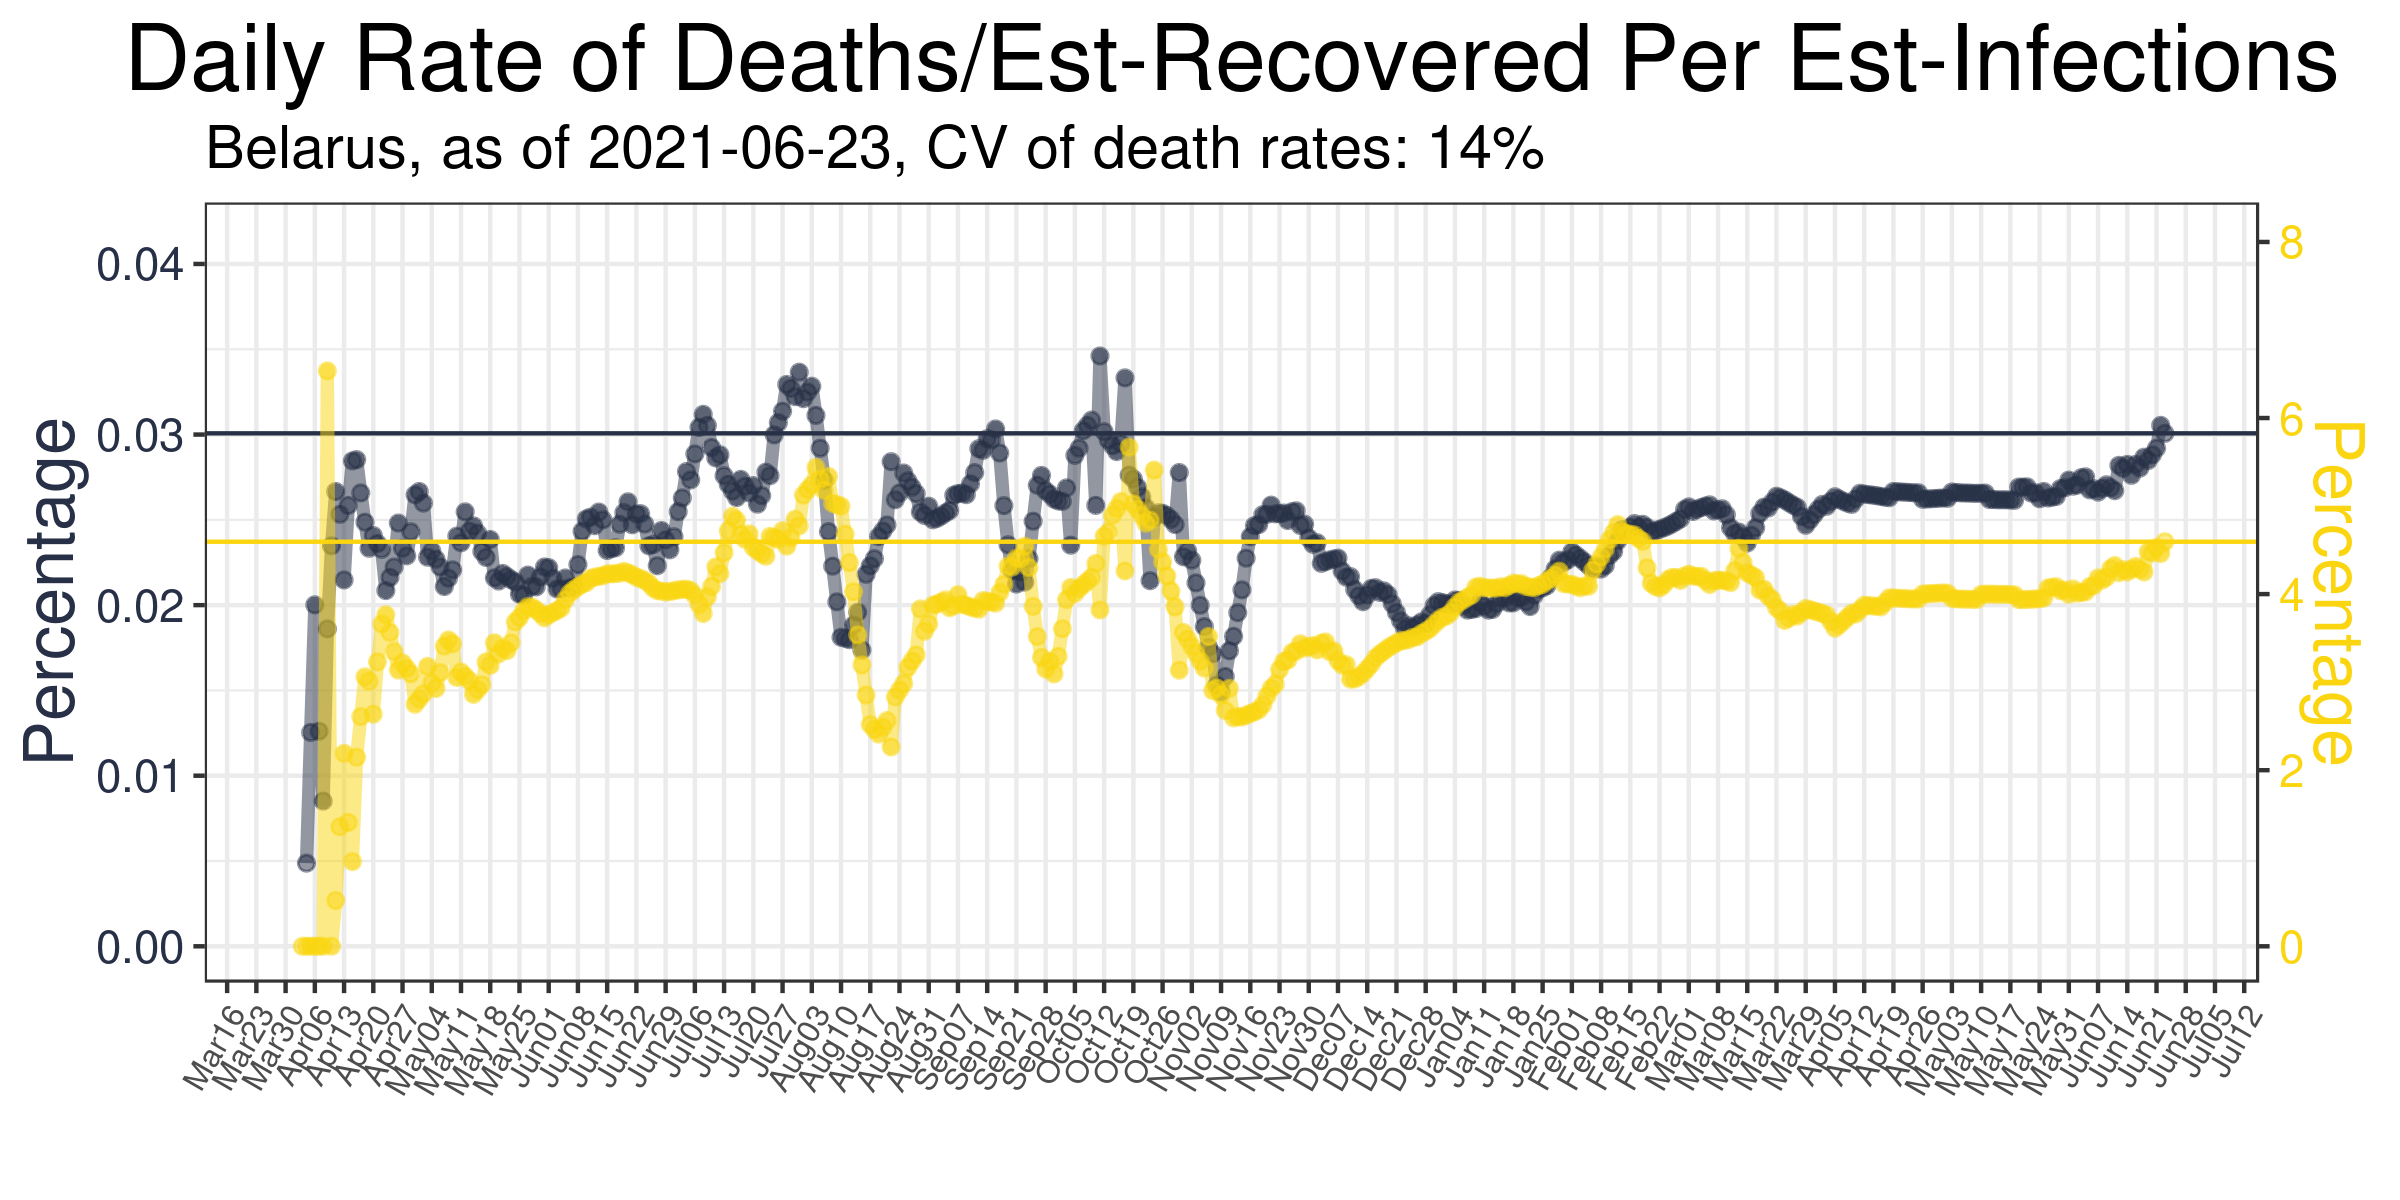 Daily Rate of Deaths/Est-Recovered Per Est-Infections
Belarus, as of 2021-06-23, CV of death rates: 14%
Percentage
0.04
0.03
0.02
0.01
0.00
8
6
4
2
0
Percentage
Mar16
Mar23
Mar30
Apr06
Apr13
Apr20
Apr27
May04
May11
May18
May25
Jun01
Jun08
Jun15
Jun22
Jun29
Jul06
Jul13
Jul20
Jul27
Aug03
Aug10
Aug17
Aug24
Aug31
Sep07
Sep14
Sep21
Sep28
Oct05
Oct12
Oct19
Oct26
Nov02
Nov09
Nov16
Nov23
Nov30
Dec07
Dec14
Dec21
Dec28
Jan04
Jan11
Jan18
Jan25
Feb01
Feb08
Feb15
Feb22
Mar01
Mar08
Mar15
Mar22
Mar29
Apr05
Apr12
Apr19
Apr26
May03
May10
May17
May24
May31
Jun07
Jun14
Jun21
Jun28
Jul05
Jul12